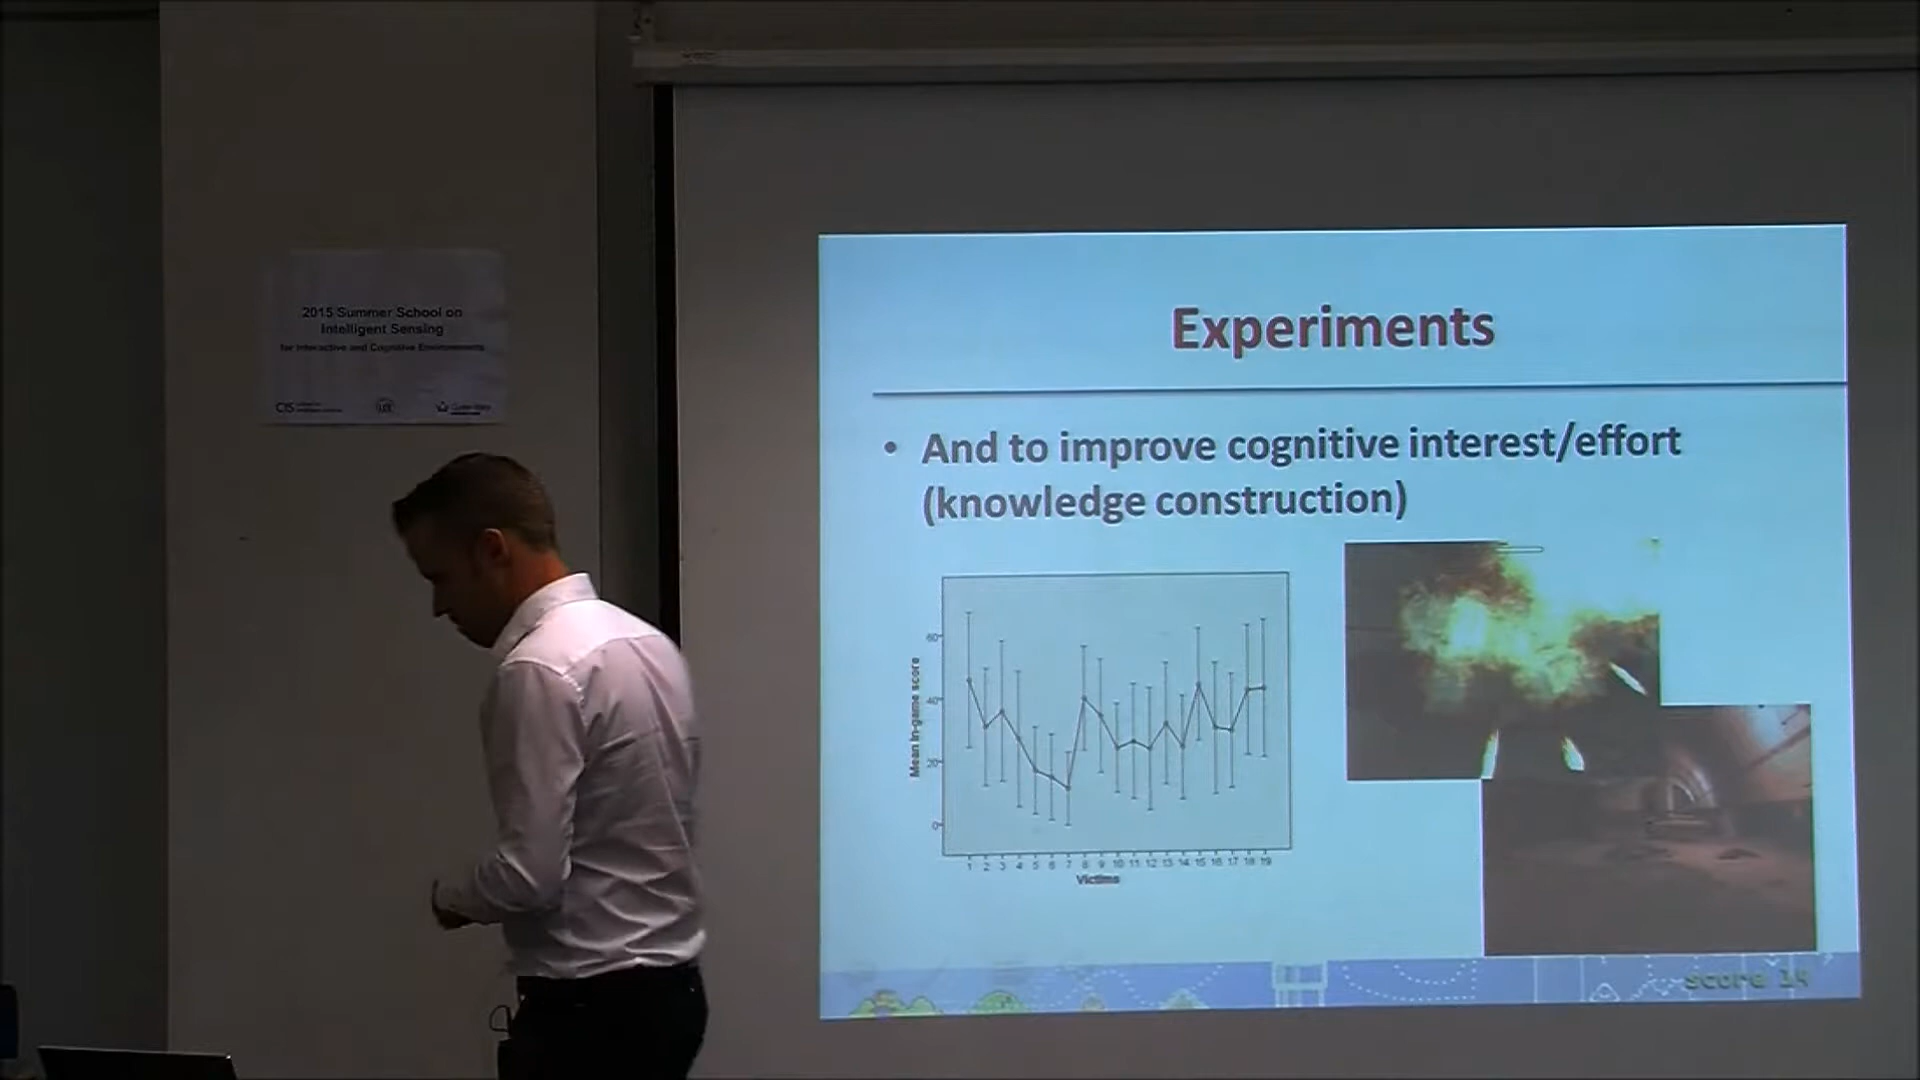 2015 Summer School on
Intelligent Sensing
for Interactive and Cognitive Environments
CIS
Experiments
• And to improve cognitive interest/effort
(knowledge construction)
Mean in-game score
60
40
20
0
1 2 3 4 5 6 7 8 9 10 11 12 13 14 15 16 17 18 19
Victims
score 14